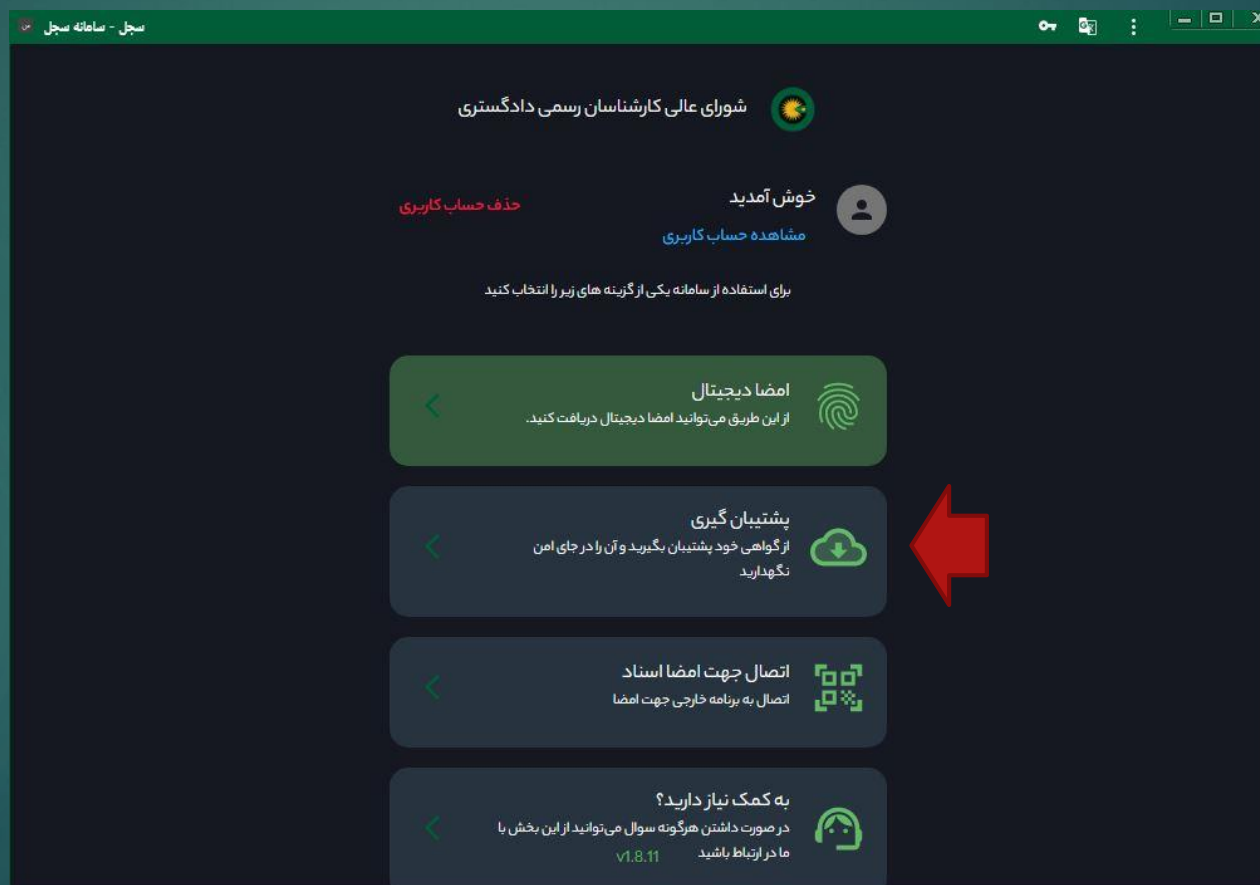 سجل - سامانه سجل
شورای عالی کارشناسان رسمی دادگستری
خوش آمدید
حذف حساب کاربری
مشاهده حساب کاربری
برای استفاده از سامانه یکی از گزینه های زیر را انتخاب کنید
امضا دیجیتال
از این طریق می‌توانید امضا دیجیتال دریافت کنید.
پشتیبان گیری
از گواهی خود پشتیبان بگیرید و آن را در جای امن
نگهدارید
اتصال جهت امضا اسناد
اتصال به برنامه خارجی جهت امضا
به کمک نیاز دارید؟
در صورت داشتن هرگونه سوال می‌توانید از این بخش با
ما در ارتباط باشید
v1.8.11